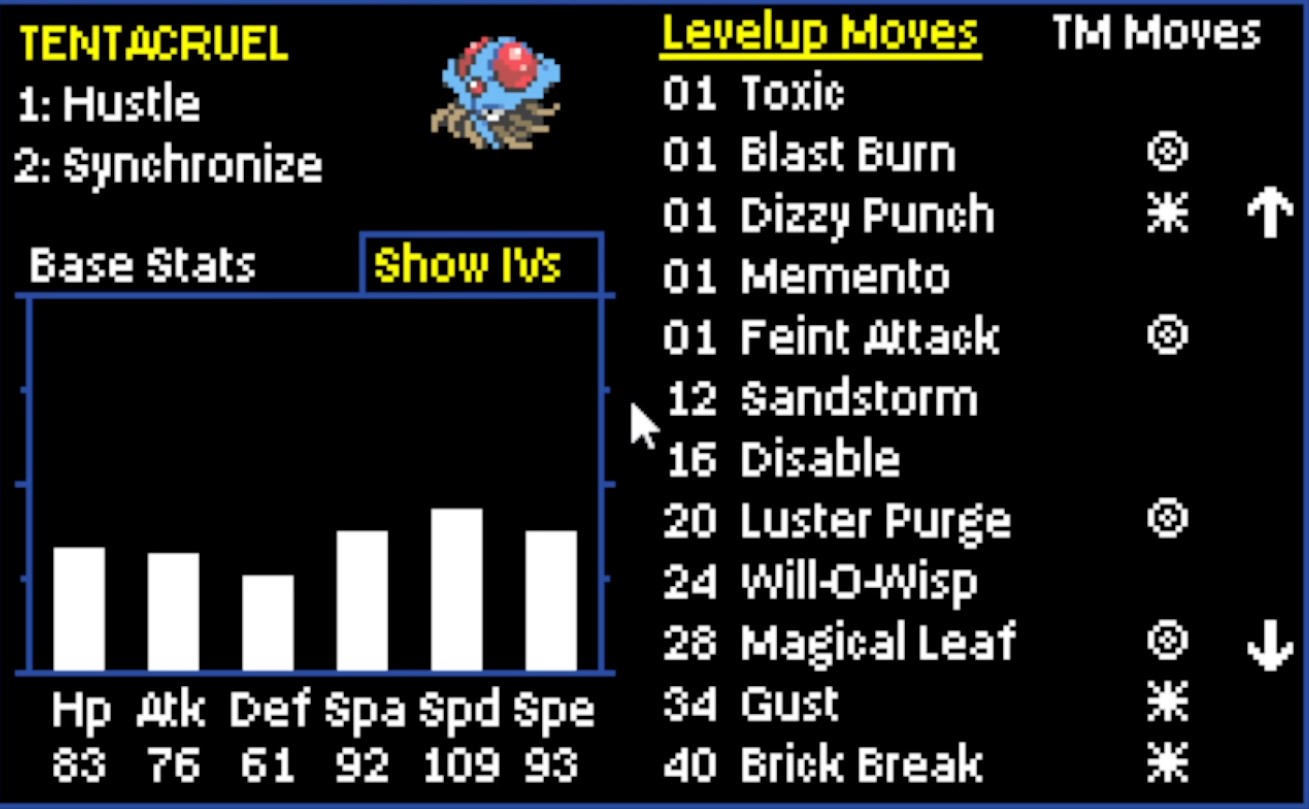 TENTACRUEL
1: Hustle
2: Synchronize
Base Stats
Show IVs
Hp Atk Def Spa Spd Spe
83 76 61 92 109 93
Levelup Moves
TM Moves
01 Toxic
01 Blast Burn
01 Dizzy Punch
01 Memento
01 Feint Attack
12 Sandstorm
16 Disable
20 Luster Purge
24 Will-O-Wisp
28 Magical Leaf
34 Gust
40 Brick Break